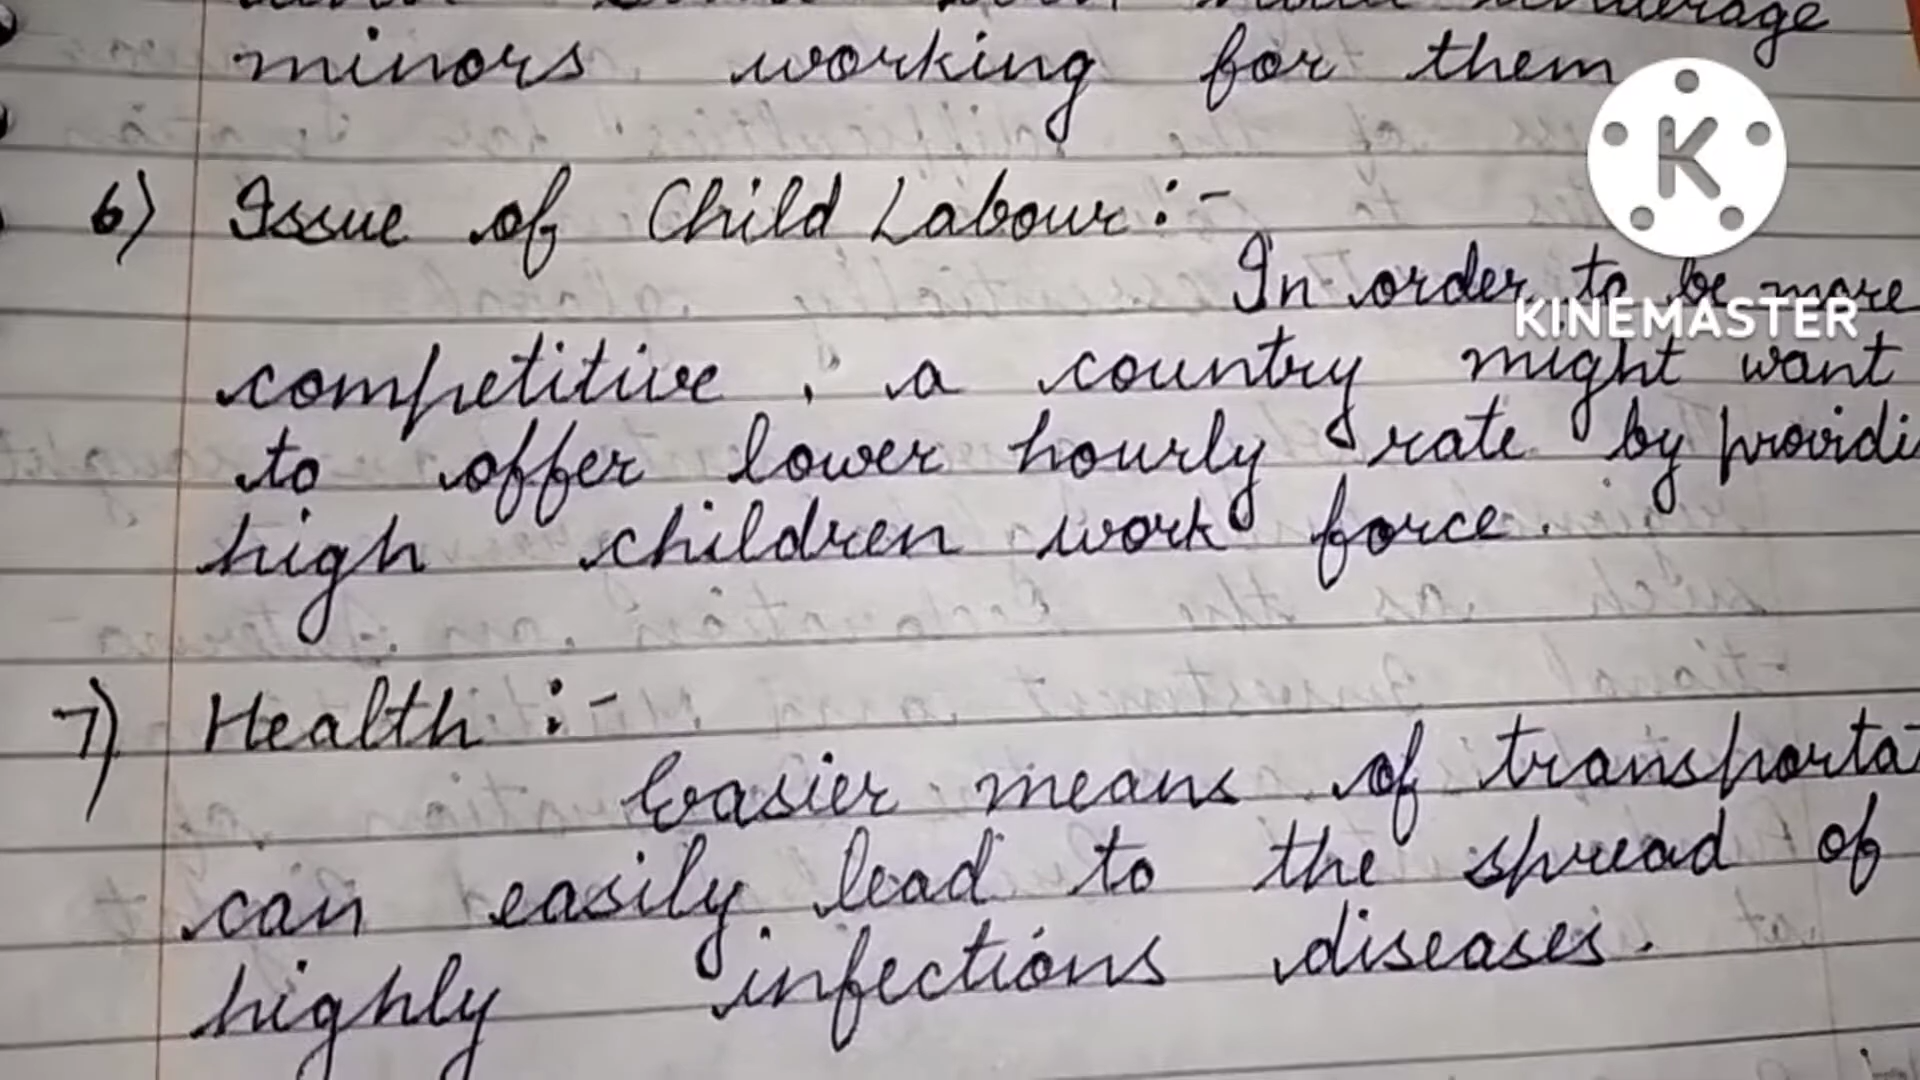 underage
minors working for them
6) Issue of Child Labour :-
In order to be more
competitive, a country might want
to offer lower hourly rate by providi
high children work force.
7) Health :-
Easier means of transportat
can easily lead to the spread of
highly infections diseases.
K
KINEMASTER